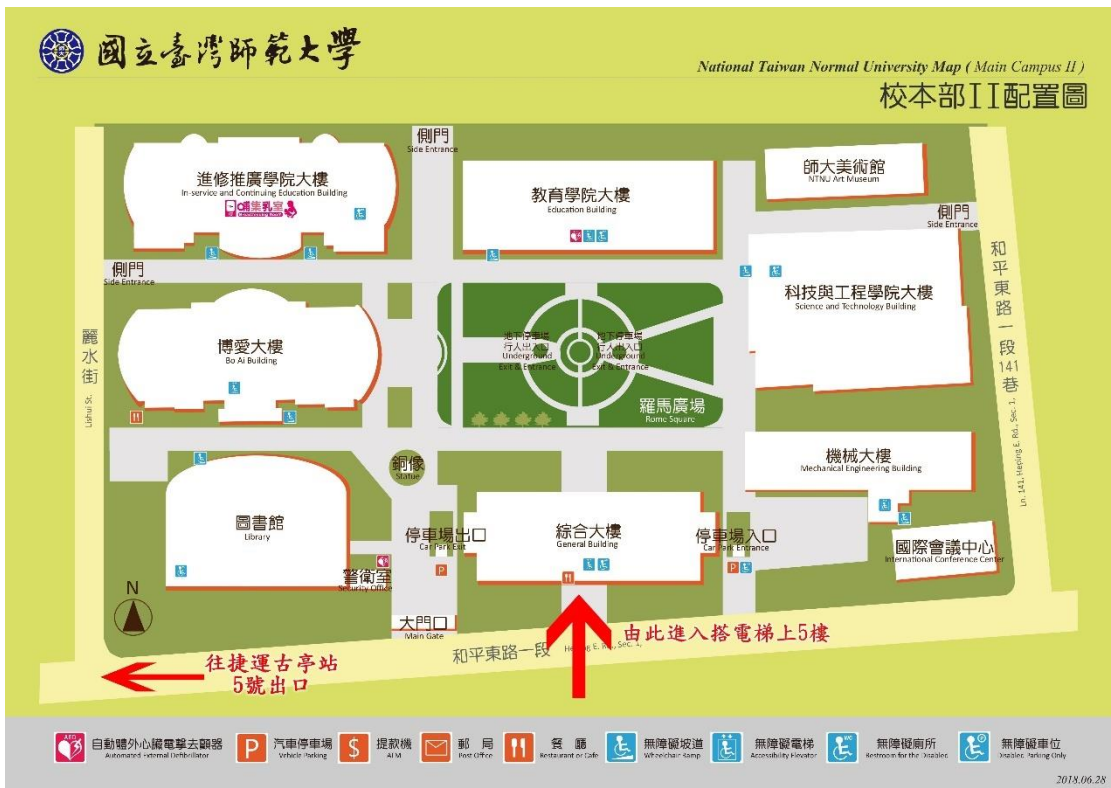 國立臺灣師範大學
National Taiwan Normal University Map ( Main Campus II )
校本部II配置圖
側門
Side Entrance
進修推廣學院大樓
In-service and Continuing Education Building
哺集乳室
教育學院大樓
Education Building
師大美術館
NTNU Art Museum
側門
Side Entrance
側門
Side Entrance
科技與工程學院大樓
Science and Technology Building
和平東路一段141巷
Ln. 141, Heping E. Rd., Sec. 1,
麗水街
Lishui St.
博愛大樓
Bo Ai Building
地下停車場
行人出入口
Underground
Exit & Entrance
地下停車場
行人出入口
Underground
Exit & Entrance
羅馬廣場
Rome Square
銅像
Statue
機械大樓
Mechanical Engineering Building
圖書館
Library
停車場出口
Car Park Exit
P
綜合大樓
General Building
停車場入口
Car Park Entrance
P
國際會議中心
International Conference Center
警衛室
Security Office
N
大門口
Main Gate
和平東路一段
Heping E. Rd., Sec. 1,
由此進入搭電梯上5樓
往捷運古亭站
5號出口
AED
自動體外心臟電擊去顫器
Automated External Defibrillator
P
汽車停車場
Vehicle Parking
$
提款機
ATM
郵局
Post Office
餐廳
Restaurant or Cafe
無障礙坡道
Wheelchair Ramp
無障礙電梯
Accessibility Elevator
WC
無障礙廁所
Restroom for the Disabled
P
無障礙車位
Disabled Parking Only
2018.06.28